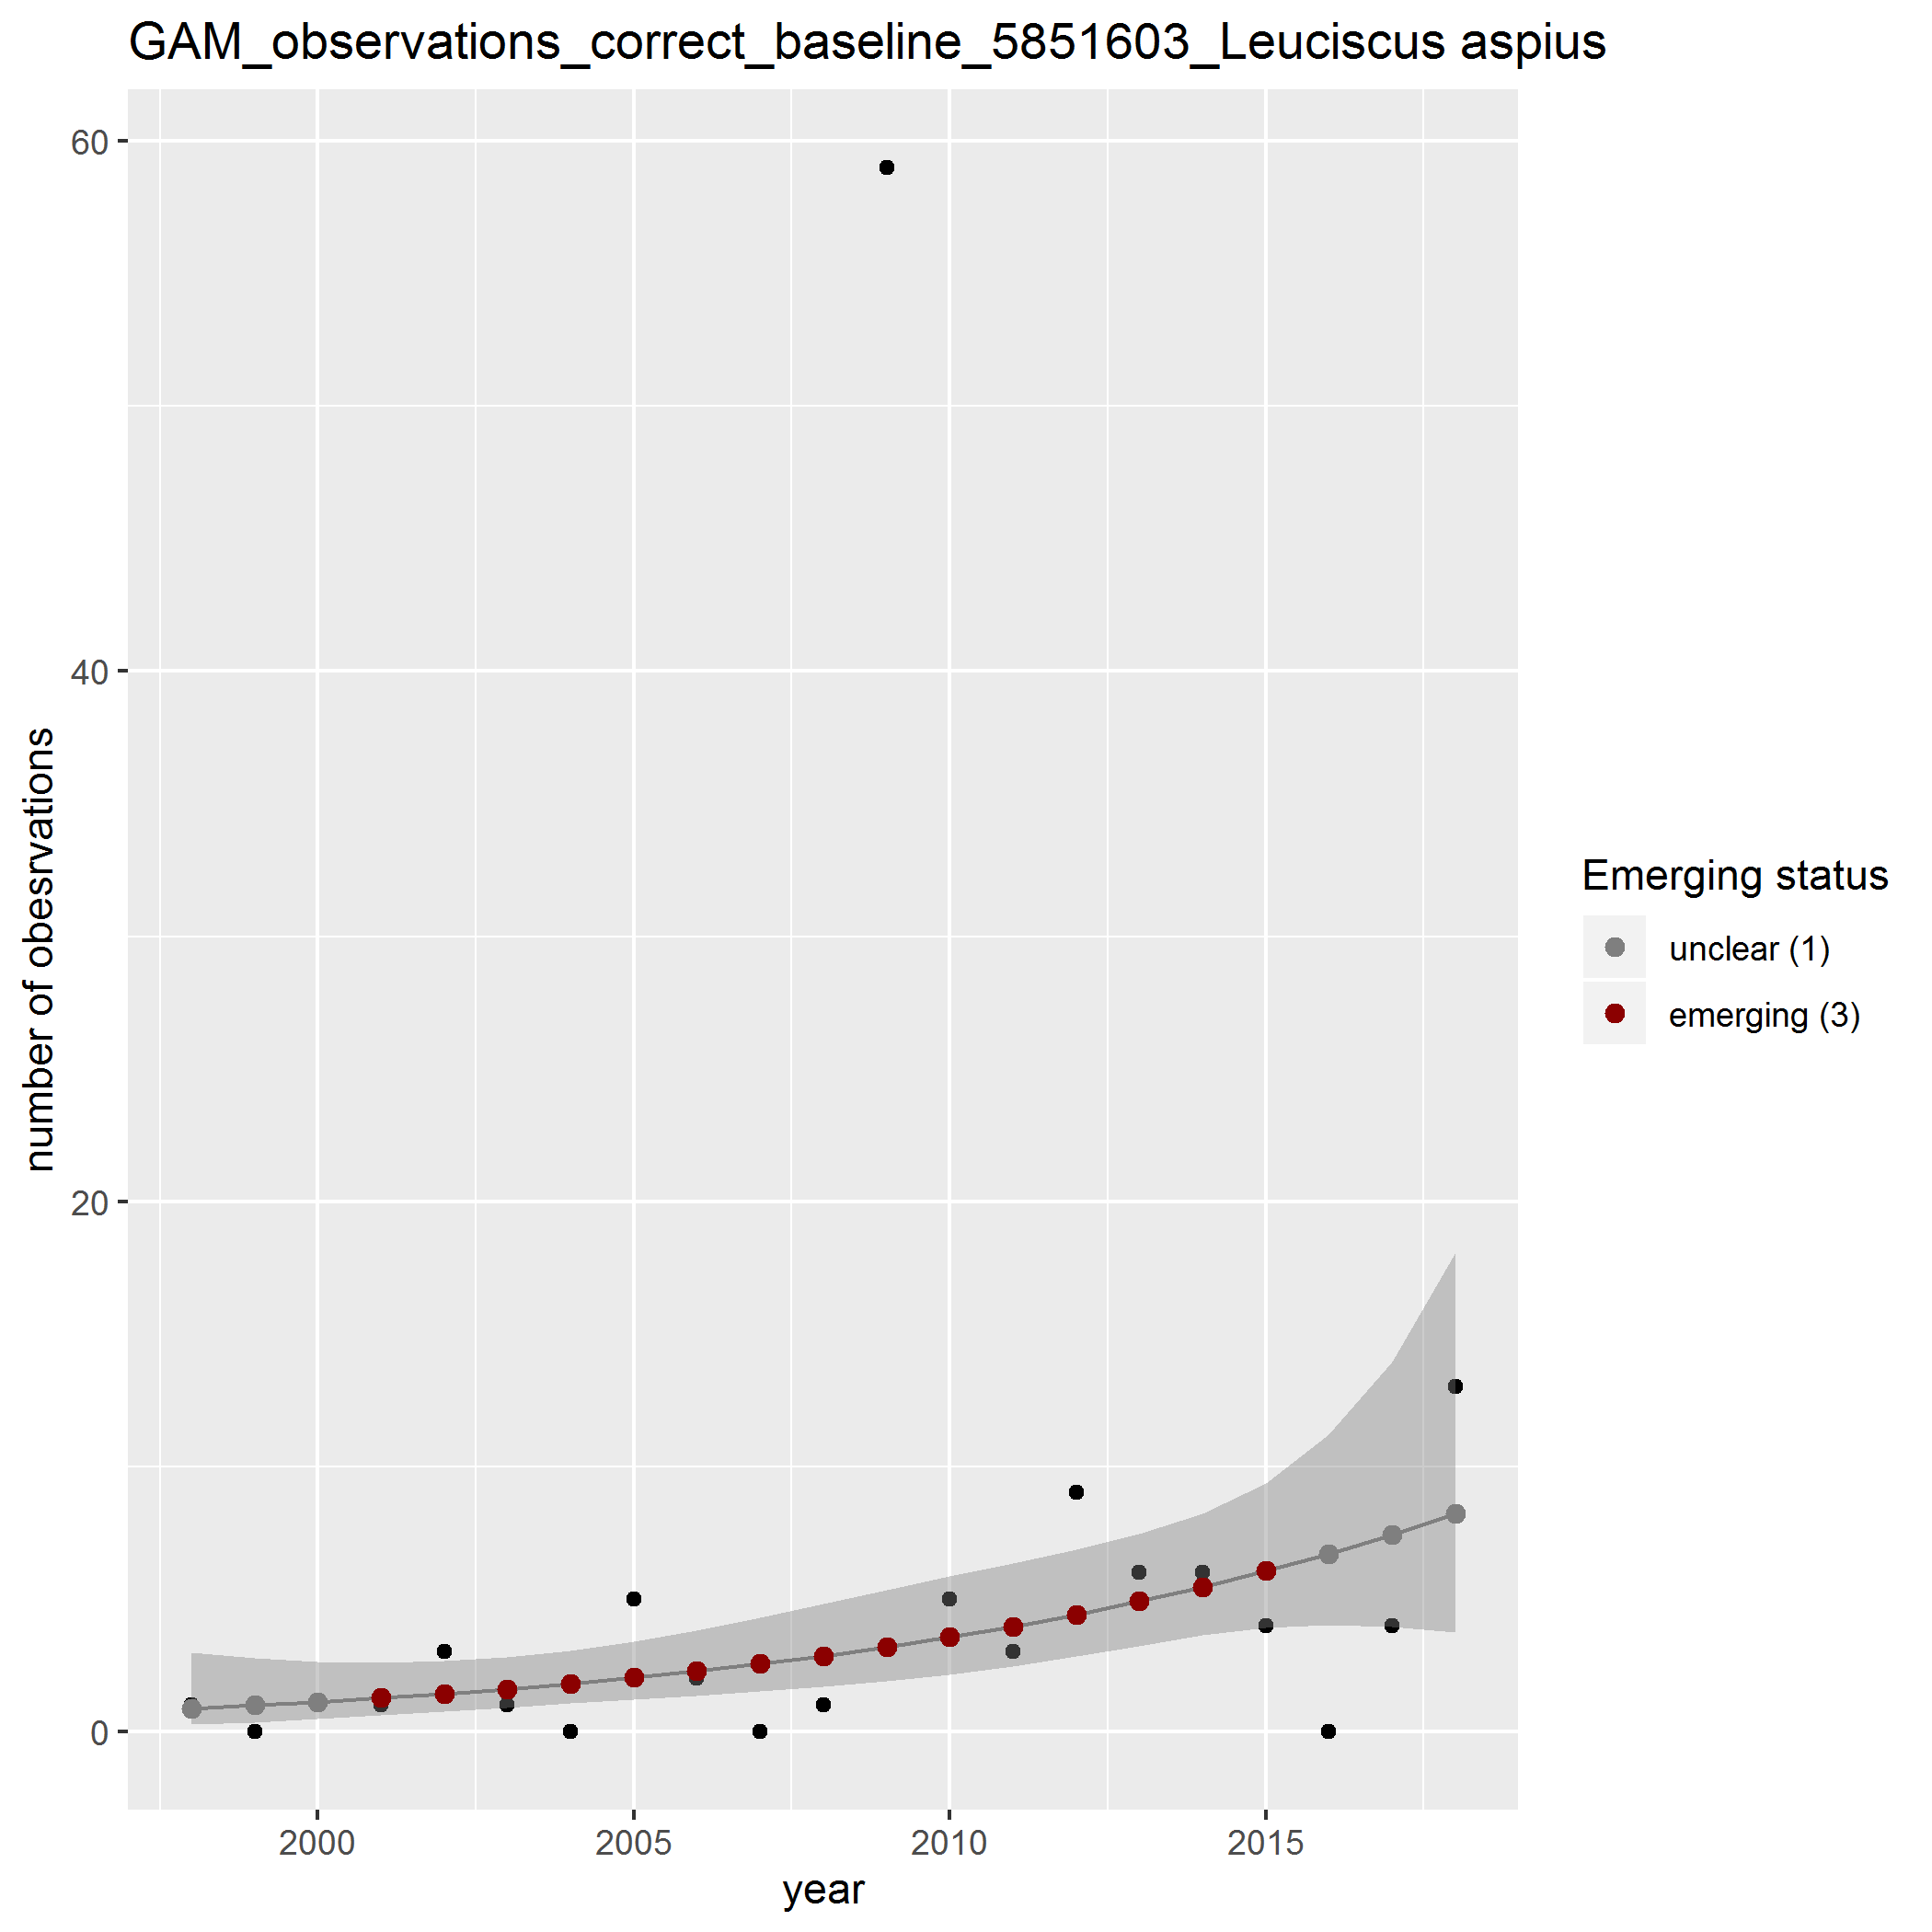 GAM_observations_correct_baseline_5851603_Leuciscus aspius
60
40
20
0
number of obesrvations
2000 2005 2010 2015
year
Emerging status
unclear (1)
emerging (3)